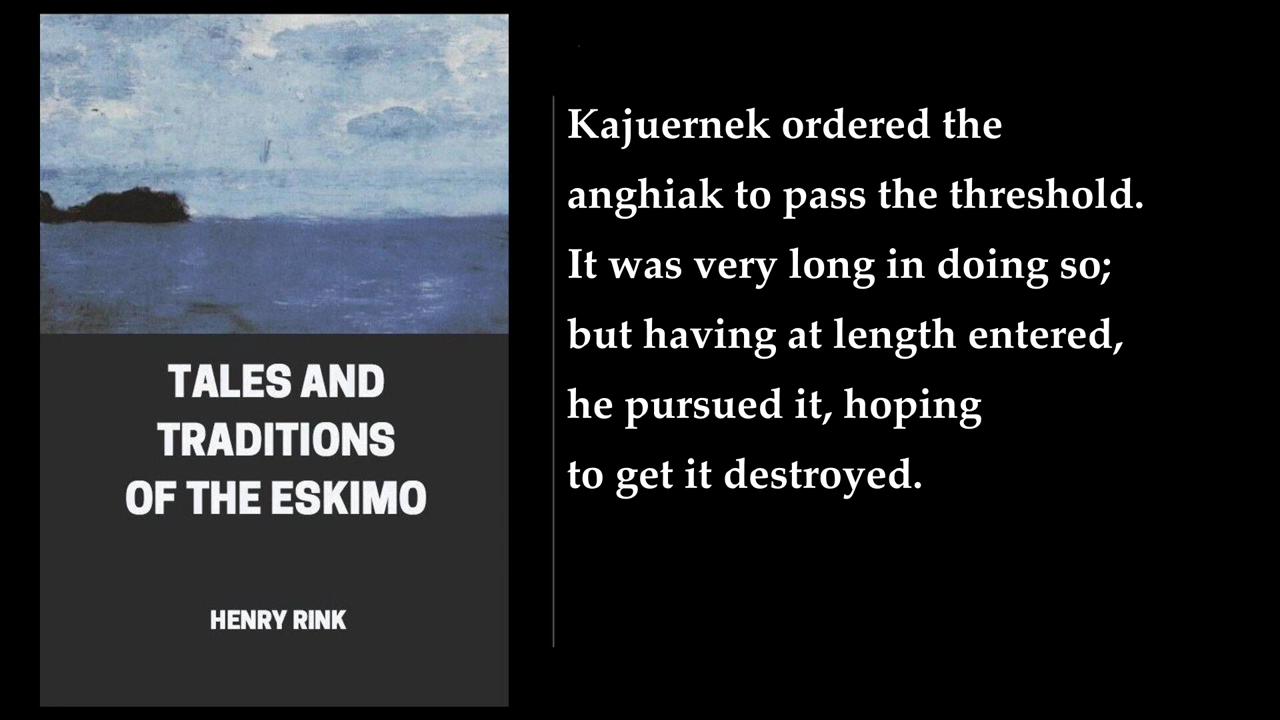 TALES AND
TRADITIONS
OF THE ESKIMO
HENRY RINK
Kajuernek ordered the
anghiak to pass the threshold.
It was very long in doing so;
but having at length entered,
he pursued it, hoping
to get it destroyed.